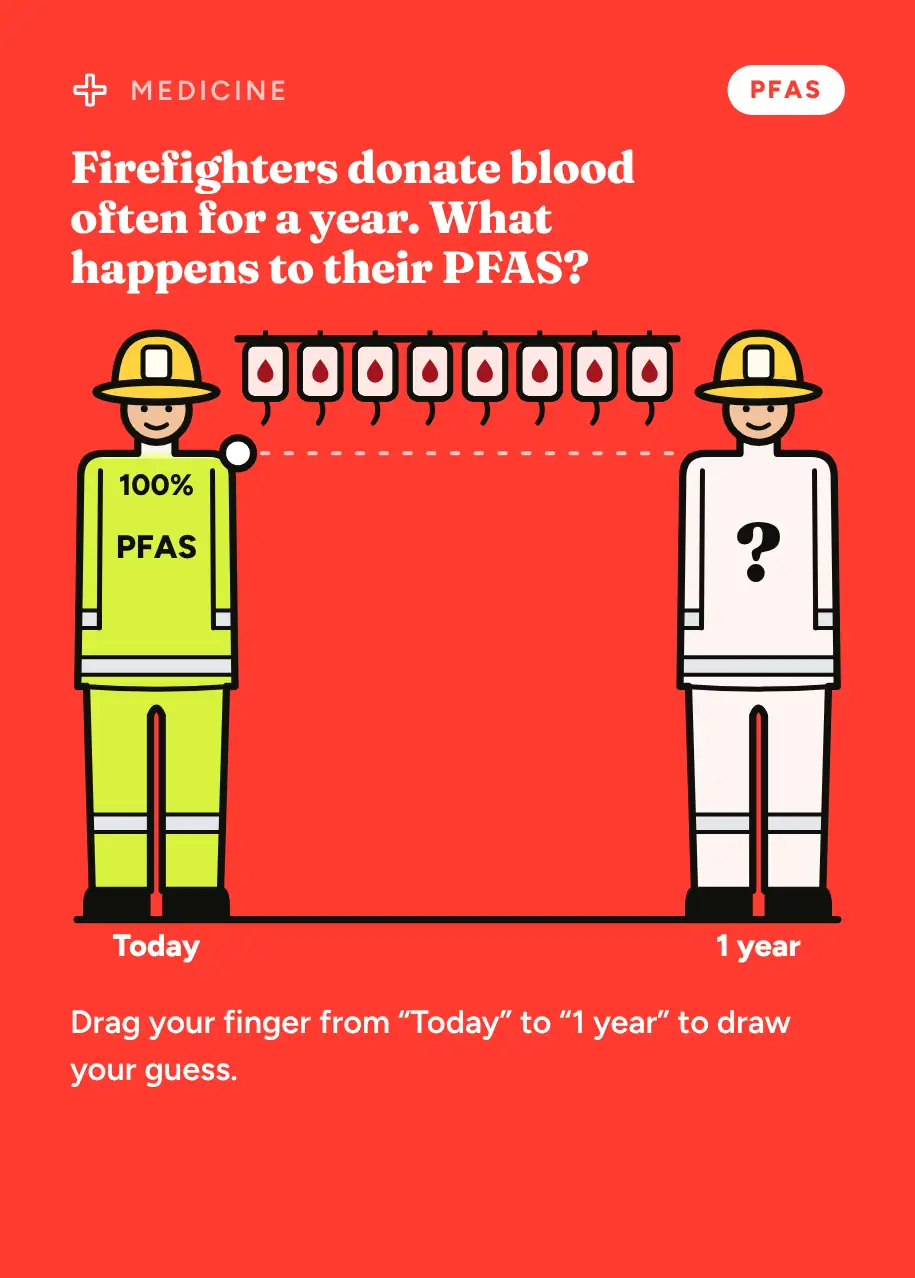 MEDICINE
PFAS
Firefighters donate blood
often for a year. What
happens to their PFAS?
100%
PFAS
?
Today
1 year
Drag your finger from “Today” to “1 year” to draw
your guess.